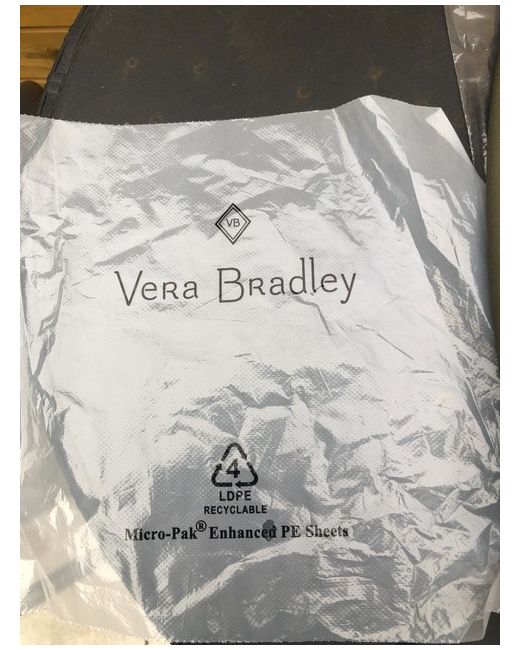 VB
Vera Bradley
4
LDPE
RECYCLABLE
Micro-Pak® Enhanced PE Sheets